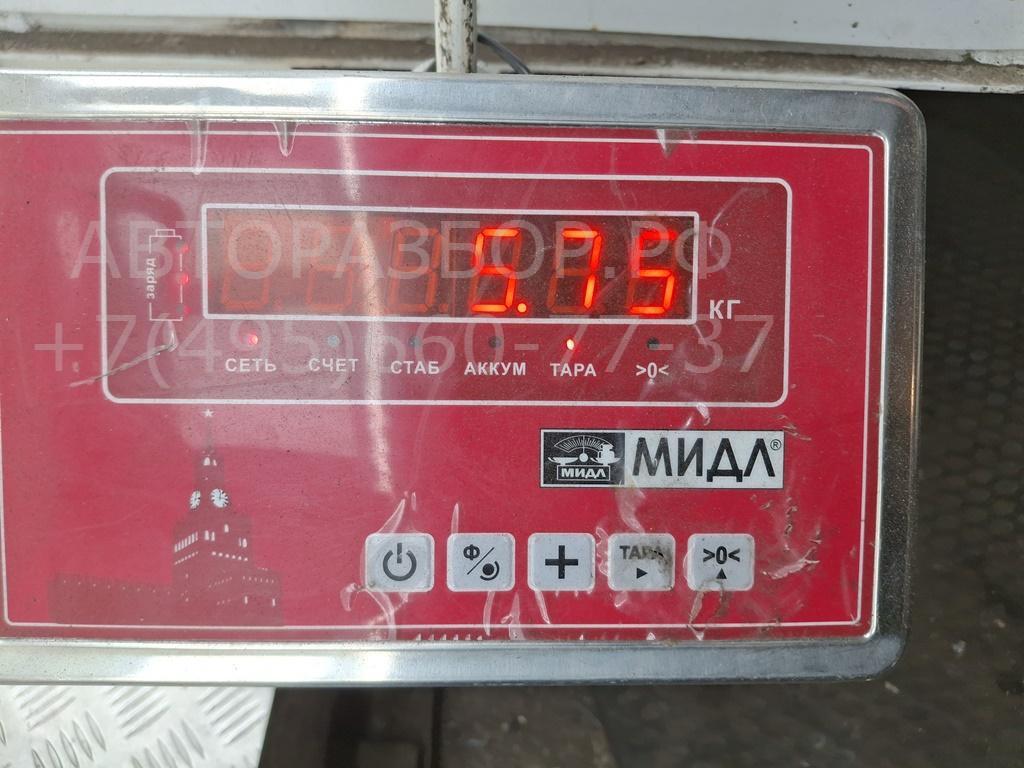 АВТОРАЗБОР.РФ
+7(495)660-77-37
заряд
5.75
КГ
СЕТЬ СЧЕТ СТАБ АККУМ ТАРА >0<
МИДЛ МИДЛ®
Ф ТАРА >0<